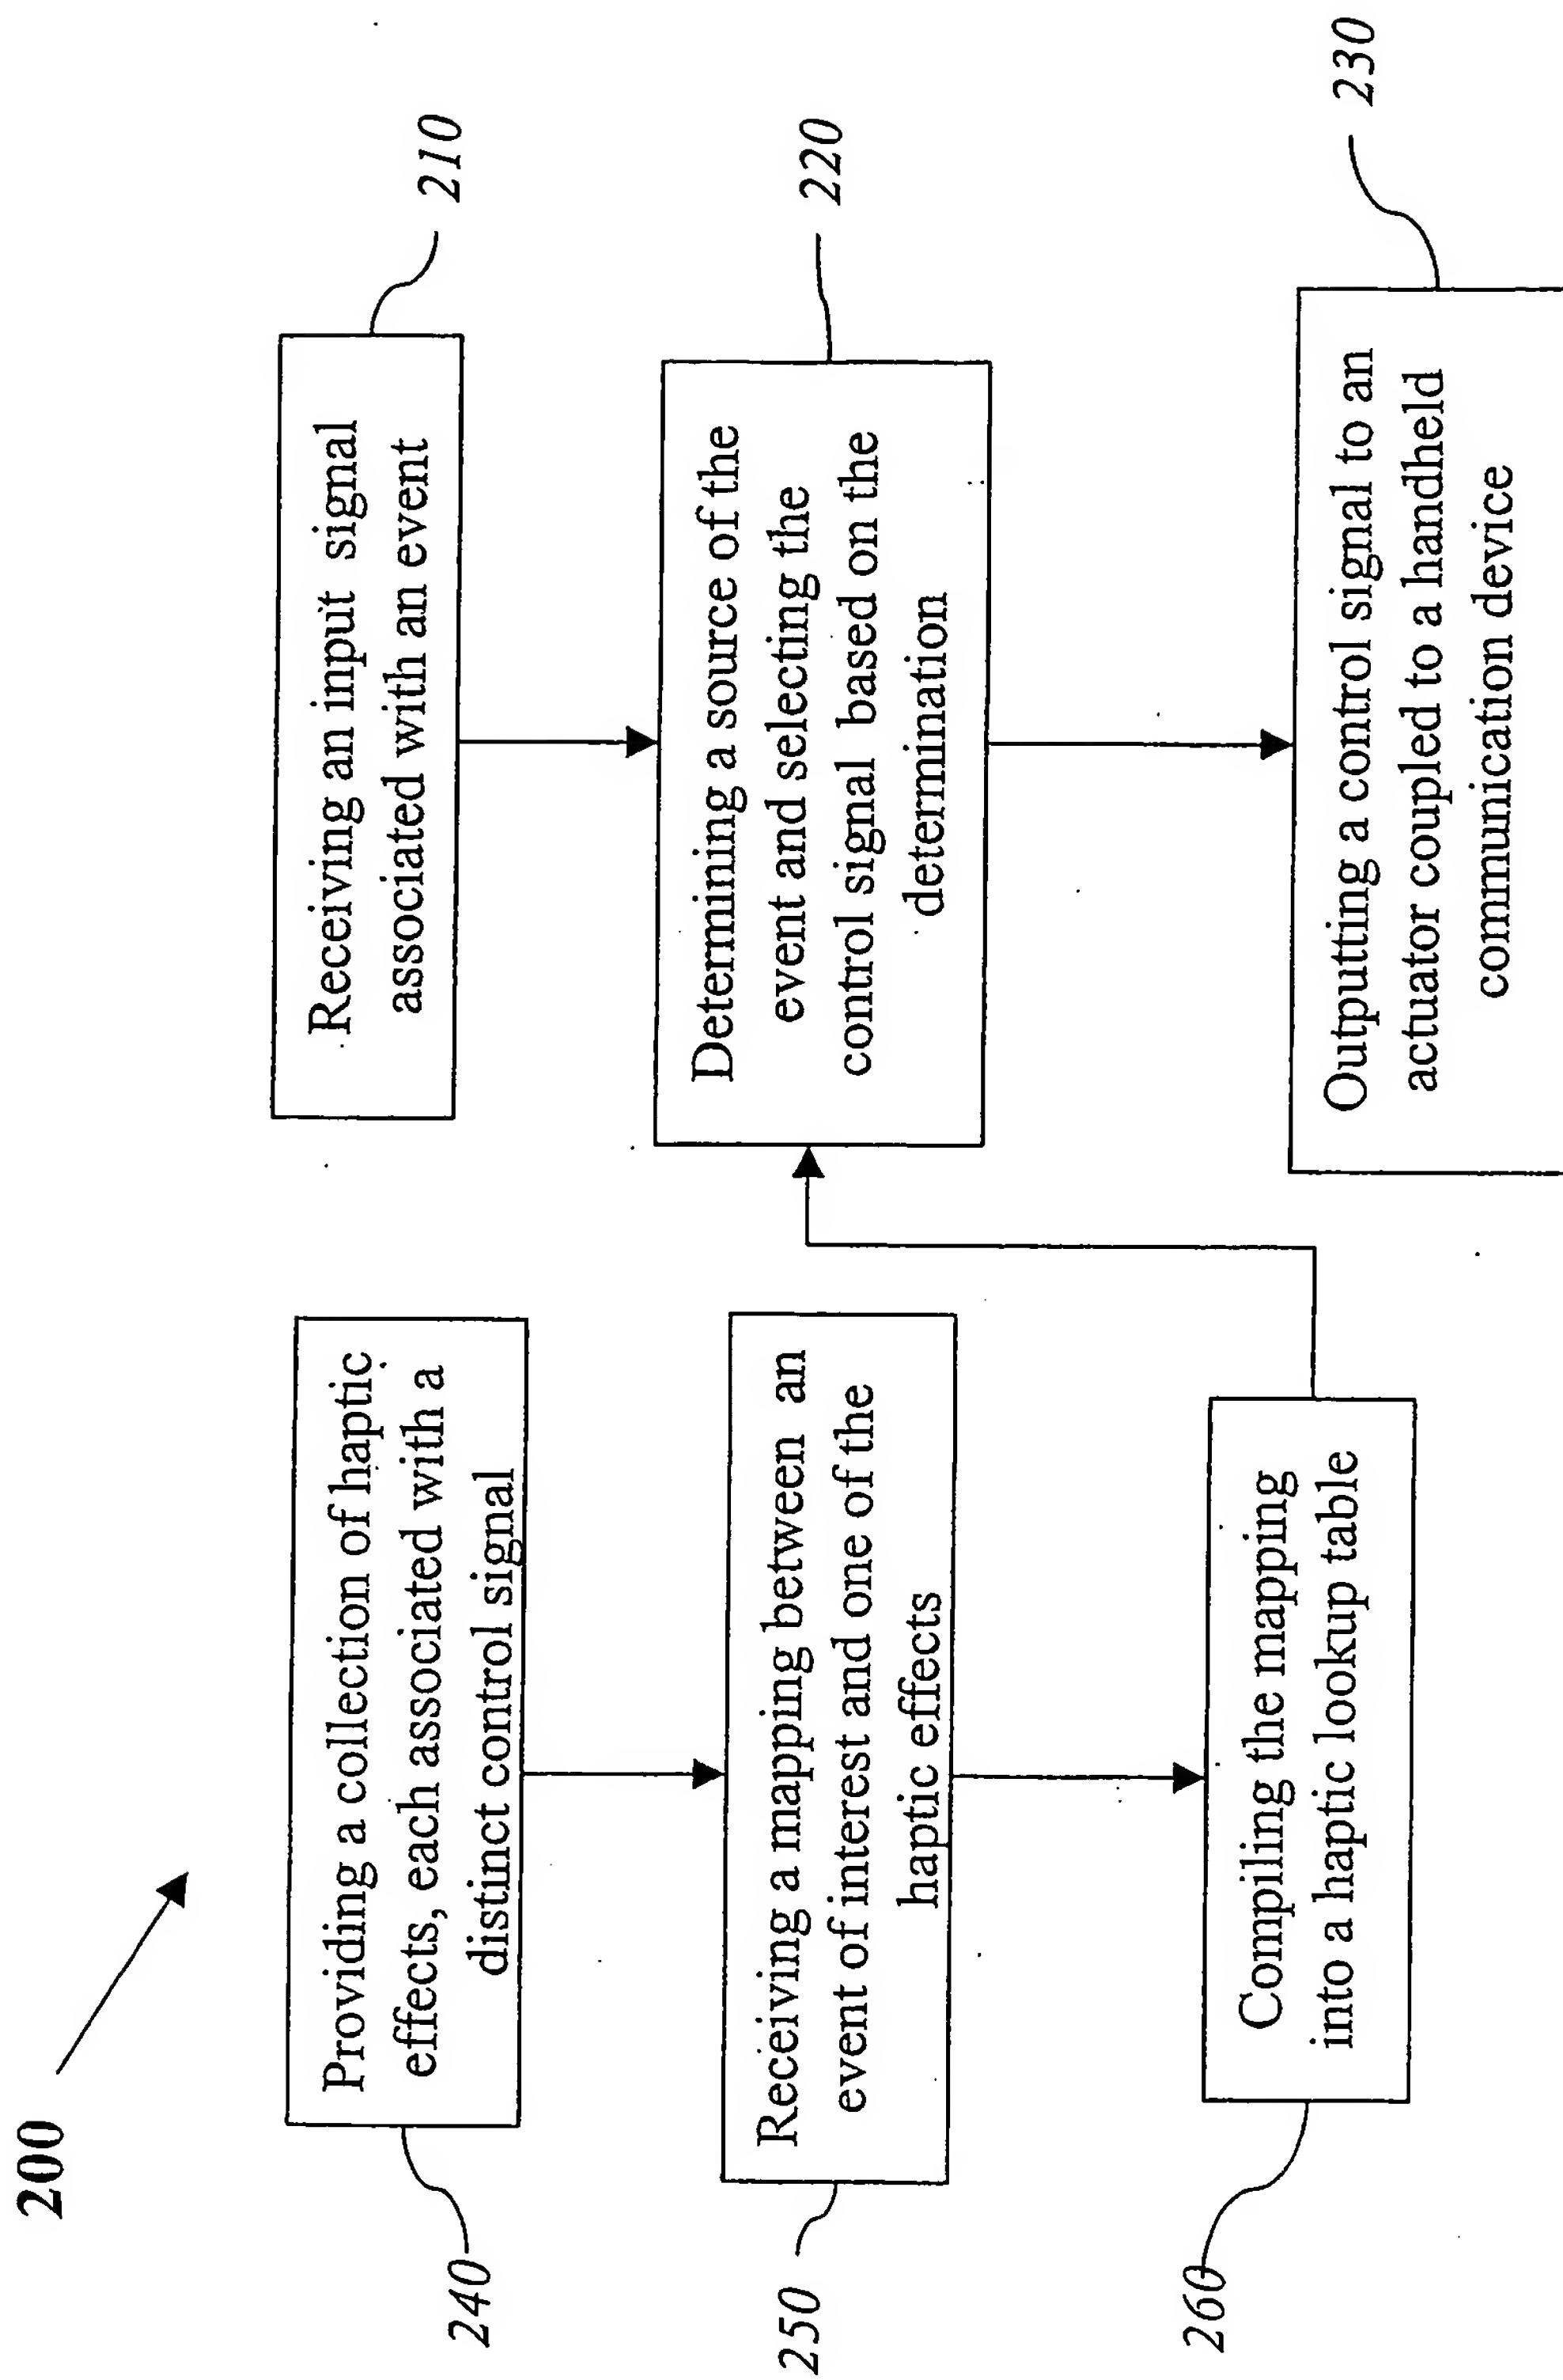 200
240
Providing a collection of haptic
effects, each associated with a
distinct control signal
250
Receiving a mapping between an
event of interest and one of the
haptic effects
260
Compiling the mapping
into a haptic lookup table
Receiving an input signal
associated with an event
210
Determining a source of the
event and selecting the
control signal based on the
determination
220
Outputting a control signal to an
actuator coupled to a handheld
communication device
230